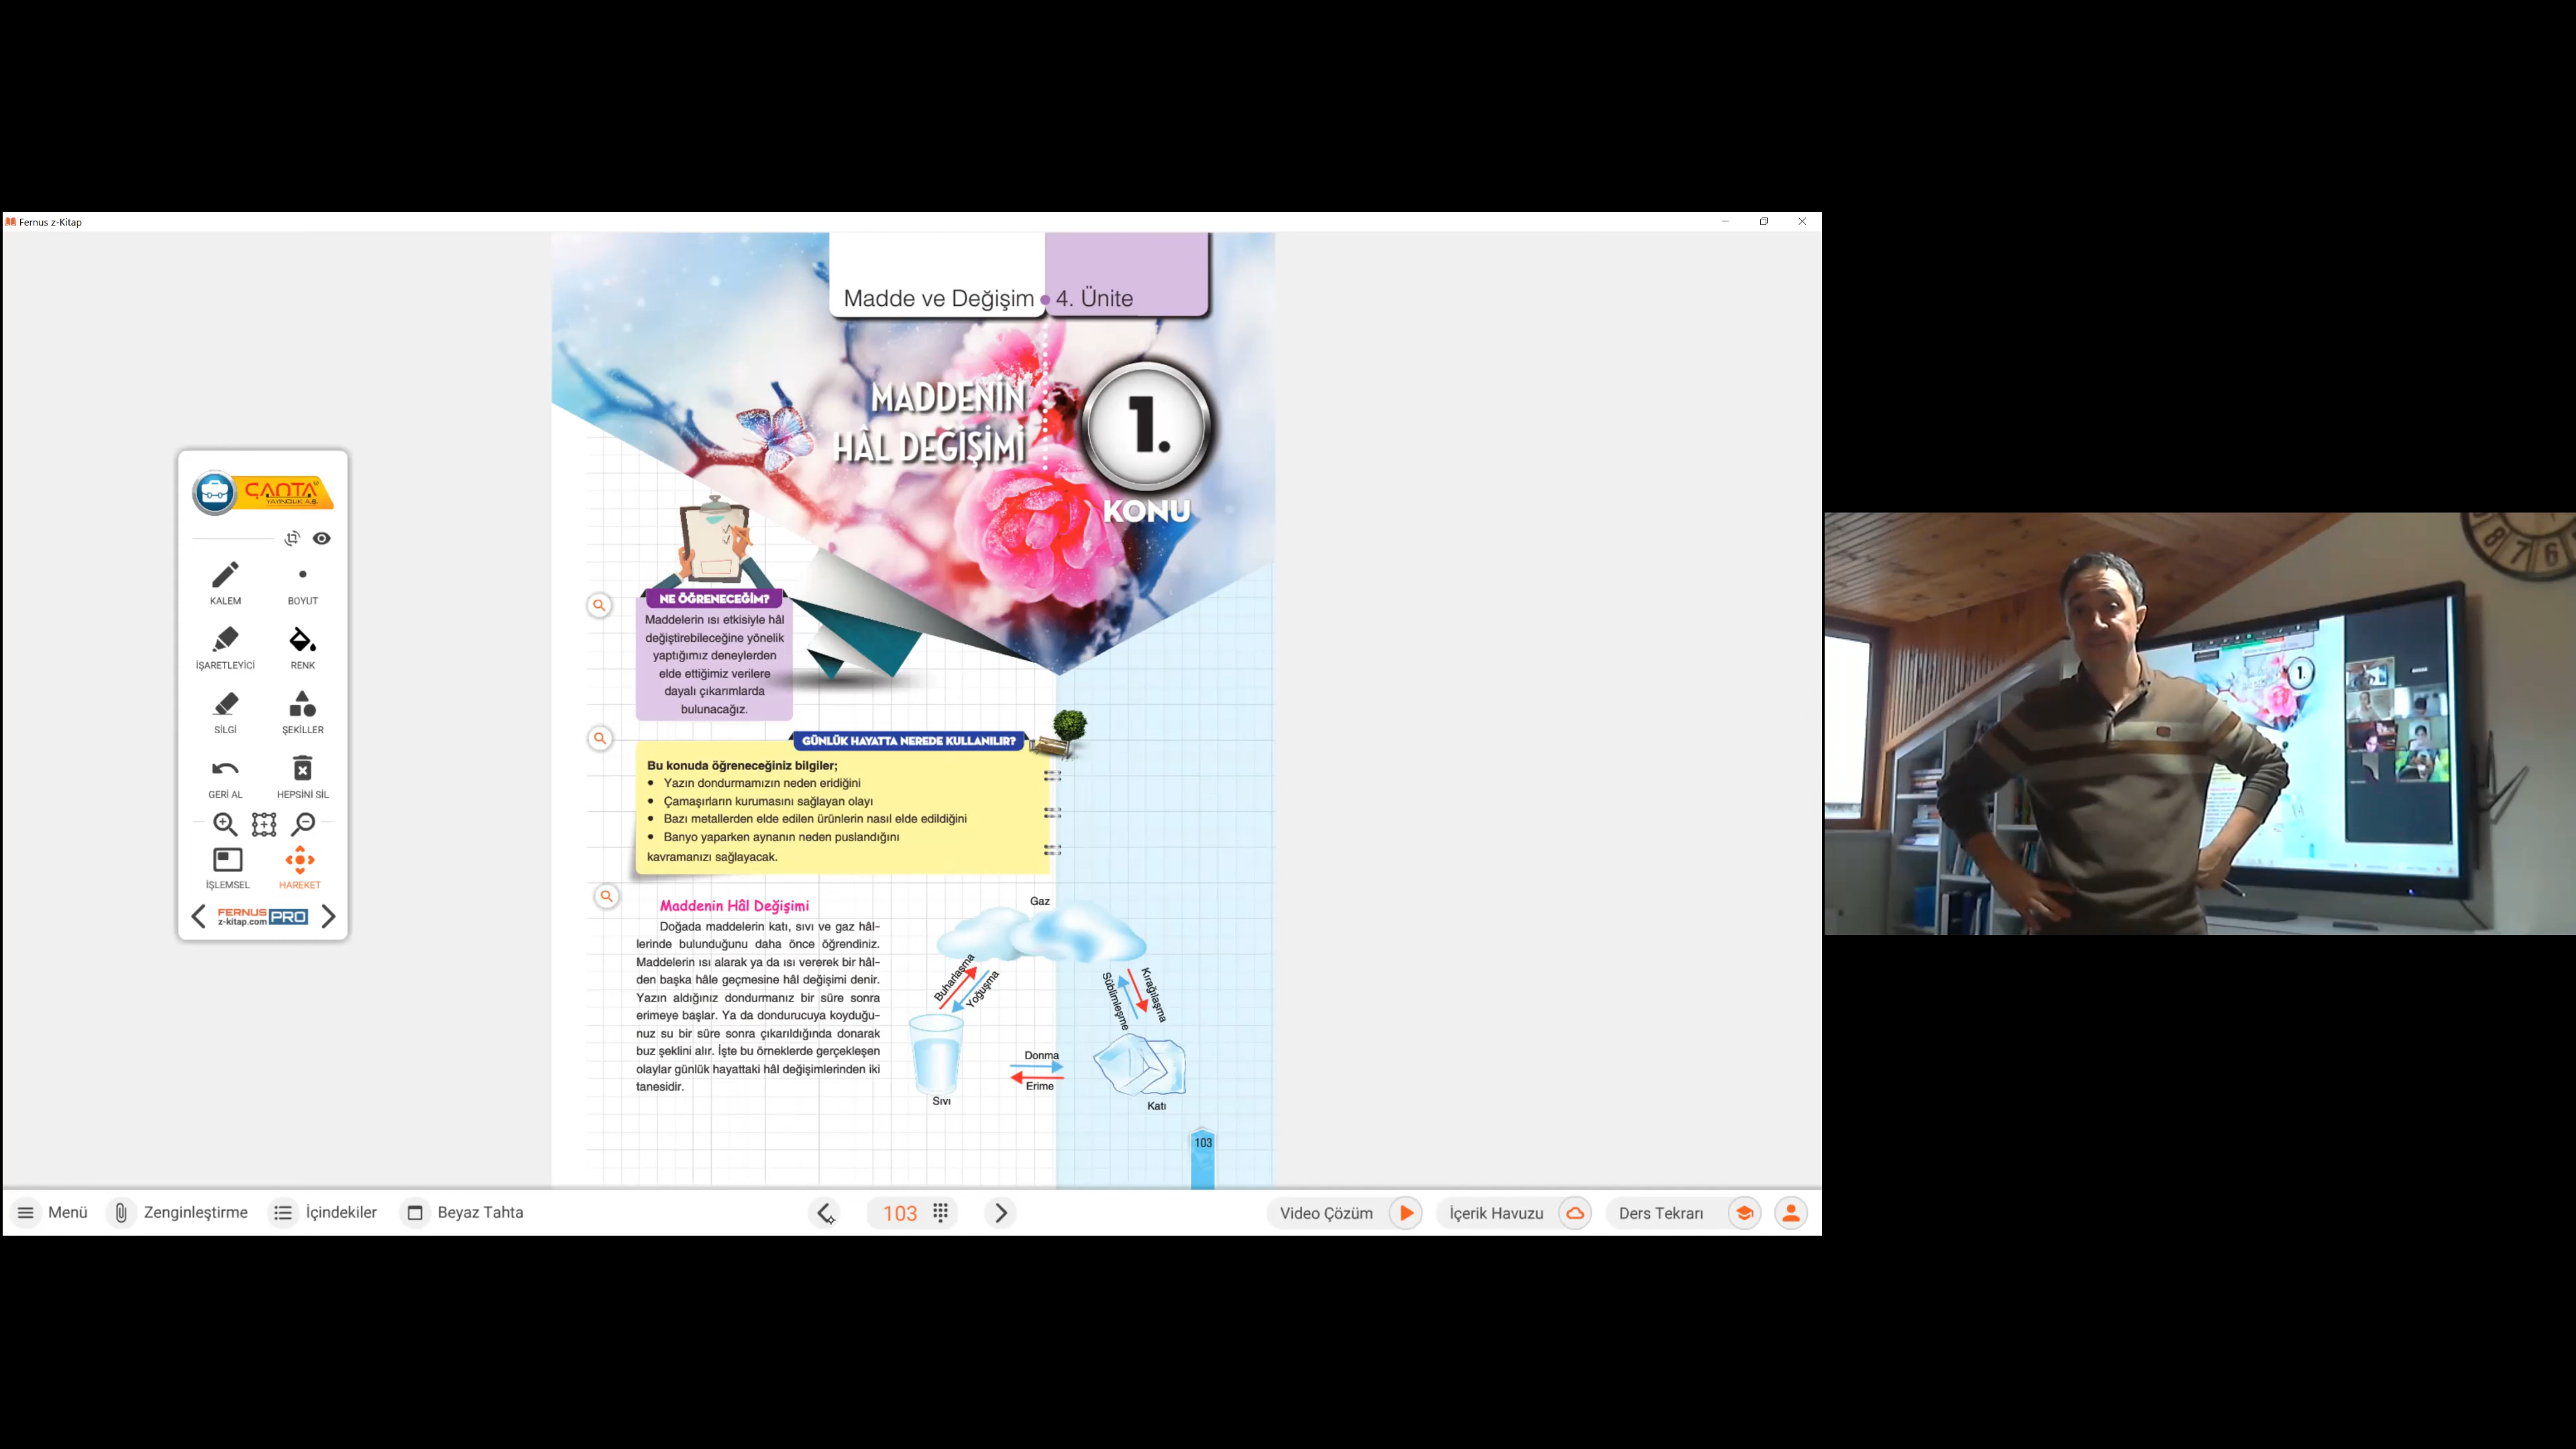 Fernus z-Kitap
Madde ve Değişim 4. Ünite
MADDENİN
HÂL DEĞİŞİMİ
1.
KONU
ÇANTA
YAYINCILIK A.Ş.
KALEM
BOYUT
İŞARETLEYİCİ
RENK
SİLGİ
ŞEKİLLER
GERİ AL
HEPSİNİ SİL
İŞLEMSEL
HAREKET
FERNUS
z-kitap.com PRO
NE ÖĞRENECEĞİM?
Maddelerin ısı etkisiyle hâl
değiştirebileceğine yönelik
yaptığımız deneylerden
elde ettiğimiz verilere
dayalı çıkarımlarda
bulunacağız.
GÜNLÜK HAYATTA NEREDE KULLANILIR?
Bu konuda öğreneceğiniz bilgiler;
• Yazın dondurmamızın neden eridiğini
• Çamaşırların kurumasını sağlayan olayı
• Bazı metallerden elde edilen ürünlerin nasıl elde edildiğini
• Banyo yaparken aynanın neden puslandığını
kavramanızı sağlayacak.
Maddenin Hâl Değişimi
Doğada maddelerin katı, sıvı ve gaz hâl-
lerinde bulunduğunu daha önce öğrendiniz.
Maddelerin ısı alarak ya da ısı vererek bir hâl-
den başka hâle geçmesine hâl değişimi denir.
Yazın aldığınız dondurmanız bir süre sonra
erimeye başlar. Ya da dondurucuya koyduğu-
nuz su bir süre sonra çıkarıldığında donarak
buz şeklini alır. İşte bu örneklerde gerçekleşen
olaylar günlük hayattaki hâl değişimlerinden iki
tanesidir.
Gaz
Buharlaşma
Yoğuşma
Süblimleşme
Kırağılaşma
Donma
Erime
Sıvı
Katı
103
Menü
Zenginleştirme
İçindekiler
Beyaz Tahta
103
Video Çözüm
İçerik Havuzu
Ders Tekrarı
8 7 6
1.